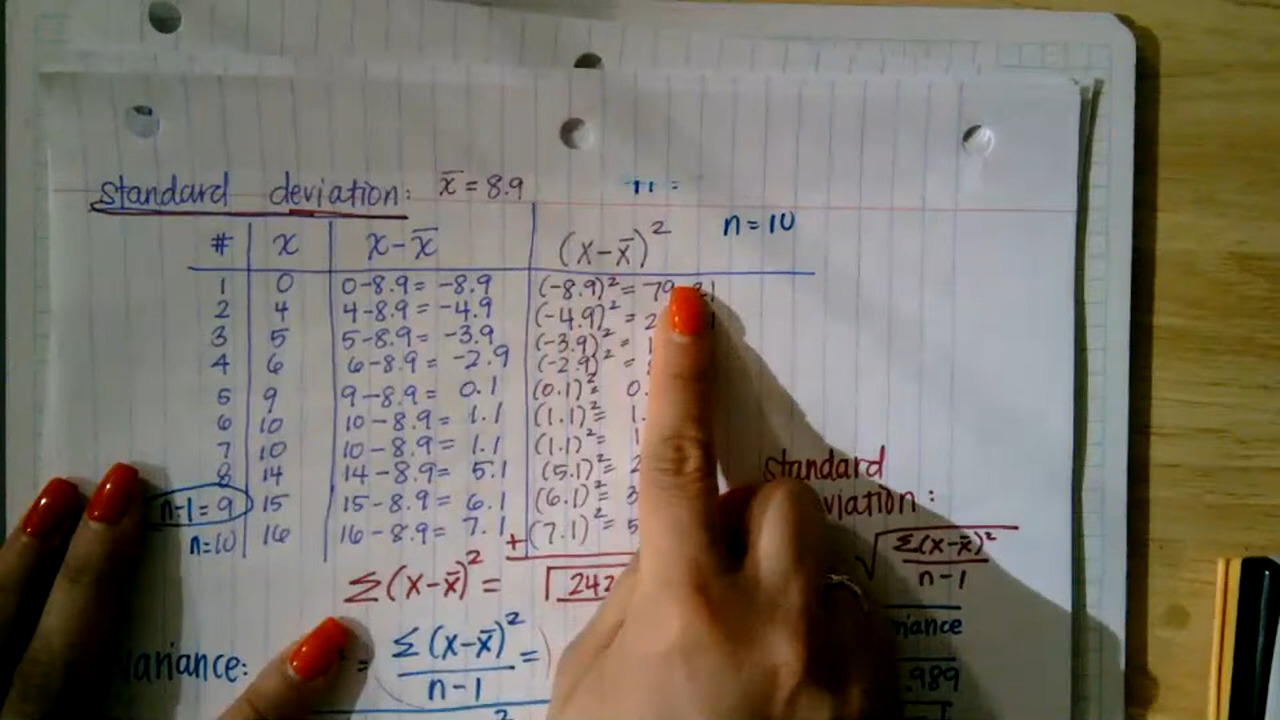 standard deviation: x̄ = 8.9
n = 10
# x x - x̄ (x - x̄)²
1 0 0 - 8.9 = -8.9 (-8.9)² = 79.21
2 4 4 - 8.9 = -4.9 (-4.9)² = 2
3 5 5 - 8.9 = -3.9 (-3.9)² = 1
4 6 6 - 8.9 = -2.9 (-2.9)² =
5 9 9 - 8.9 = 0.1 (0.1)² = 0.
6 10 10 - 8.9 = 1.1 (1.1)² = 1.
7 10 10 - 8.9 = 1.1 (1.1)² = 1
8 14 14 - 8.9 = 5.1 (5.1)² = 2
n-1 = 9 15 15 - 8.9 = 6.1 (6.1)² = 3
n=10 16 16 - 8.9 = 7.1 + (7.1)² = 5
Σ(x - x̄)² = 242
variance: = Σ(x - x̄)² / n - 1 =
standard
viation:
√ Σ(x - x̄)² / n - 1
riance
.989